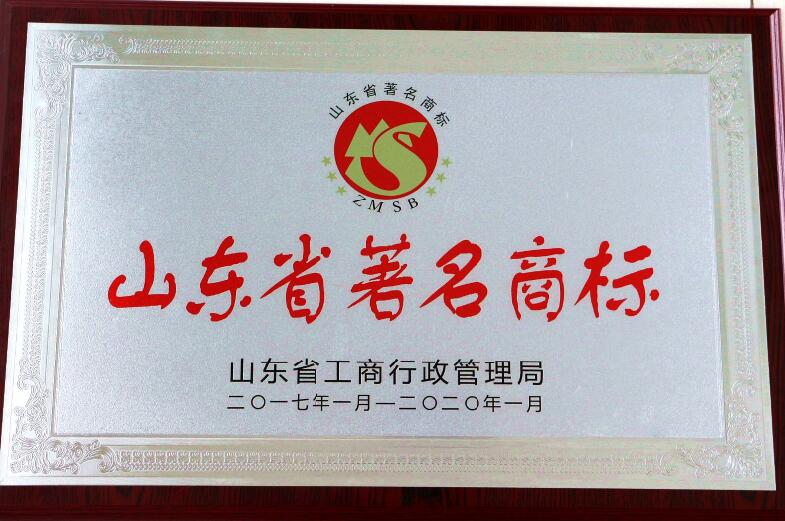 山东省著名商标
ZMSB
山东省著名商标
山东省工商行政管理局
二〇一七年一月—二〇二〇年一月